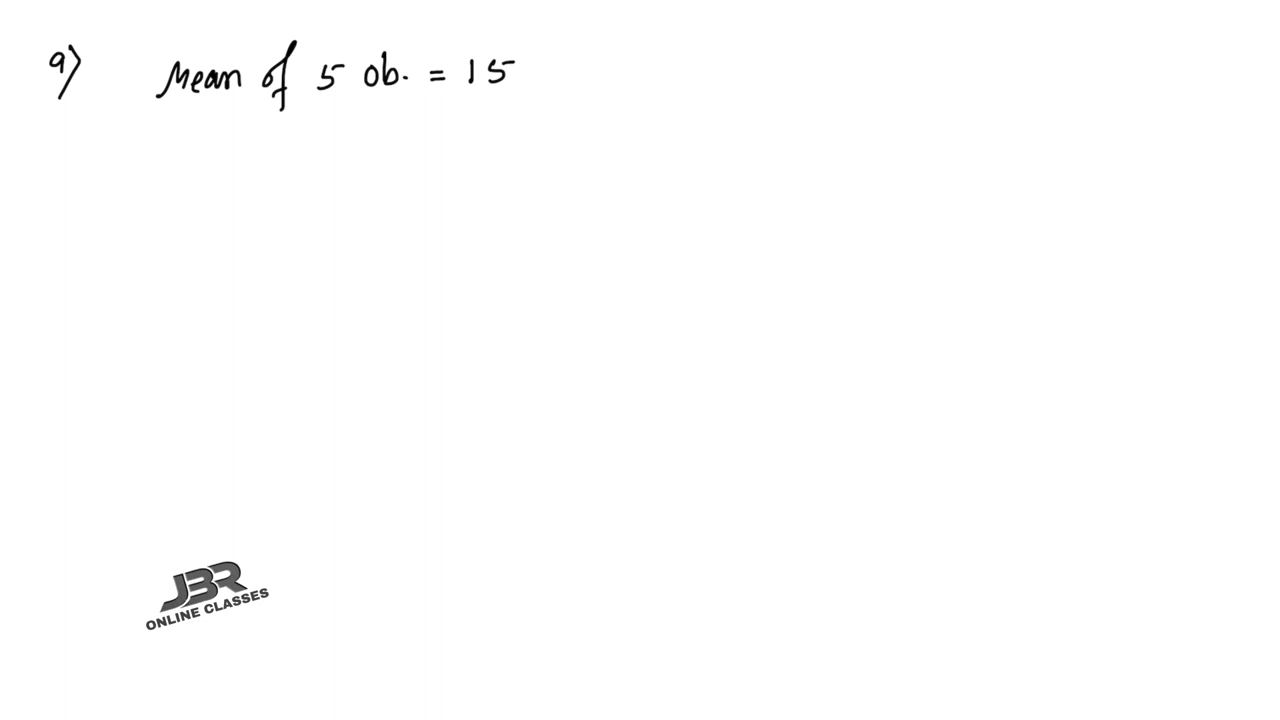 9) Mean of 5 ob. = 15
JBR
ONLINE CLASSES